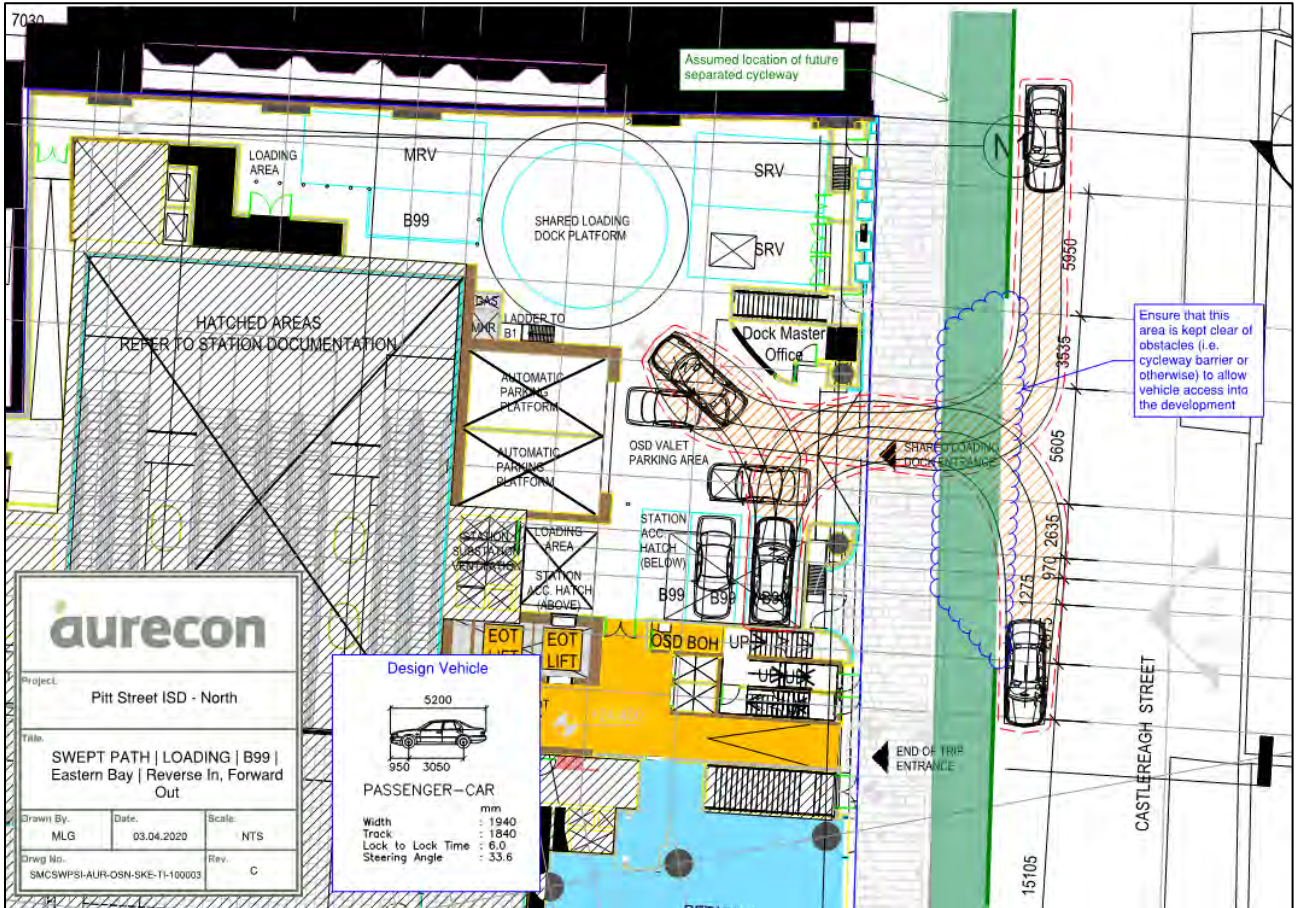 7030
Assumed location of future
separated cycleway
MRV
LOADING
AREA
B99
SHARED LOADING
DOCK PLATFORM
SRV
SRV
N
5950
Ensure that this
area is kept clear of
obstacles (i.e.
cycleway barrier or
otherwise) to allow
vehicle access into
the development
3535
5605
2635
970
1275
15105
HATCHED AREAS
REFER TO STATION DOCUMENTATION
GAS
MNR
LADDER TO
B1
Dock Master
Office
AUTOMATIC
PARKING
PLATFORM
AUTOMATIC
PARKING
PLATFORM
OSD VALET
PARKING AREA
SHARED LOADING
DOCK ENTRANCE
STATION
SUBSTATION
VENTILATION
LOADING
AREA
STATION
ACC. HATCH
(ABOVE)
STATION
ACC.
HATCH
(BELOW)
B99
B99
B99
EOT
LIFT
EOT
LIFT
OSD BOH
UP
END OF TRIP
ENTRANCE
CASTLEREAGH STREET
aurecon
Project.
Pitt Street ISD - North
Title.
SWEPT PATH | LOADING | B99 |
Eastern Bay | Reverse In, Forward
Out
Drawn By.
MLG
Date.
03.04.2020
Scale.
NTS
Drwg No.
SMCSWPSI-AUR-OSN-SKE-TI-100003
Rev.
C
Design Vehicle
5200
950
3050
PASSENGER-CAR
mm
Width : 1940
Track : 1840
Lock to Lock Time : 6.0
Steering Angle : 33.6